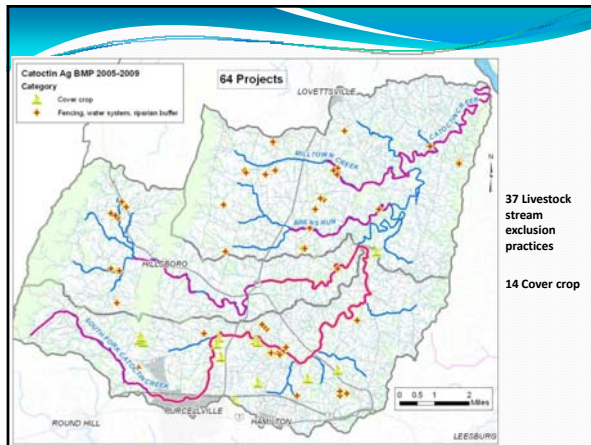 Catoctin Ag BMP 2005-2009
Category
Cover crop
Fencing, water system, riparian buffer
64 Projects
LOVETTSVILLE
CATOCTIN CREEK
MILLTOWN CREEK
N
37 Livestock
stream
exclusion
practices
14 Cover crop
HILLSBORO
SOUTH FORK CATOCTIN CREEK
0 0.5 1 2
Miles
ROUND HILL
PURCELLVILLE
HAMILTON
LEESBURG